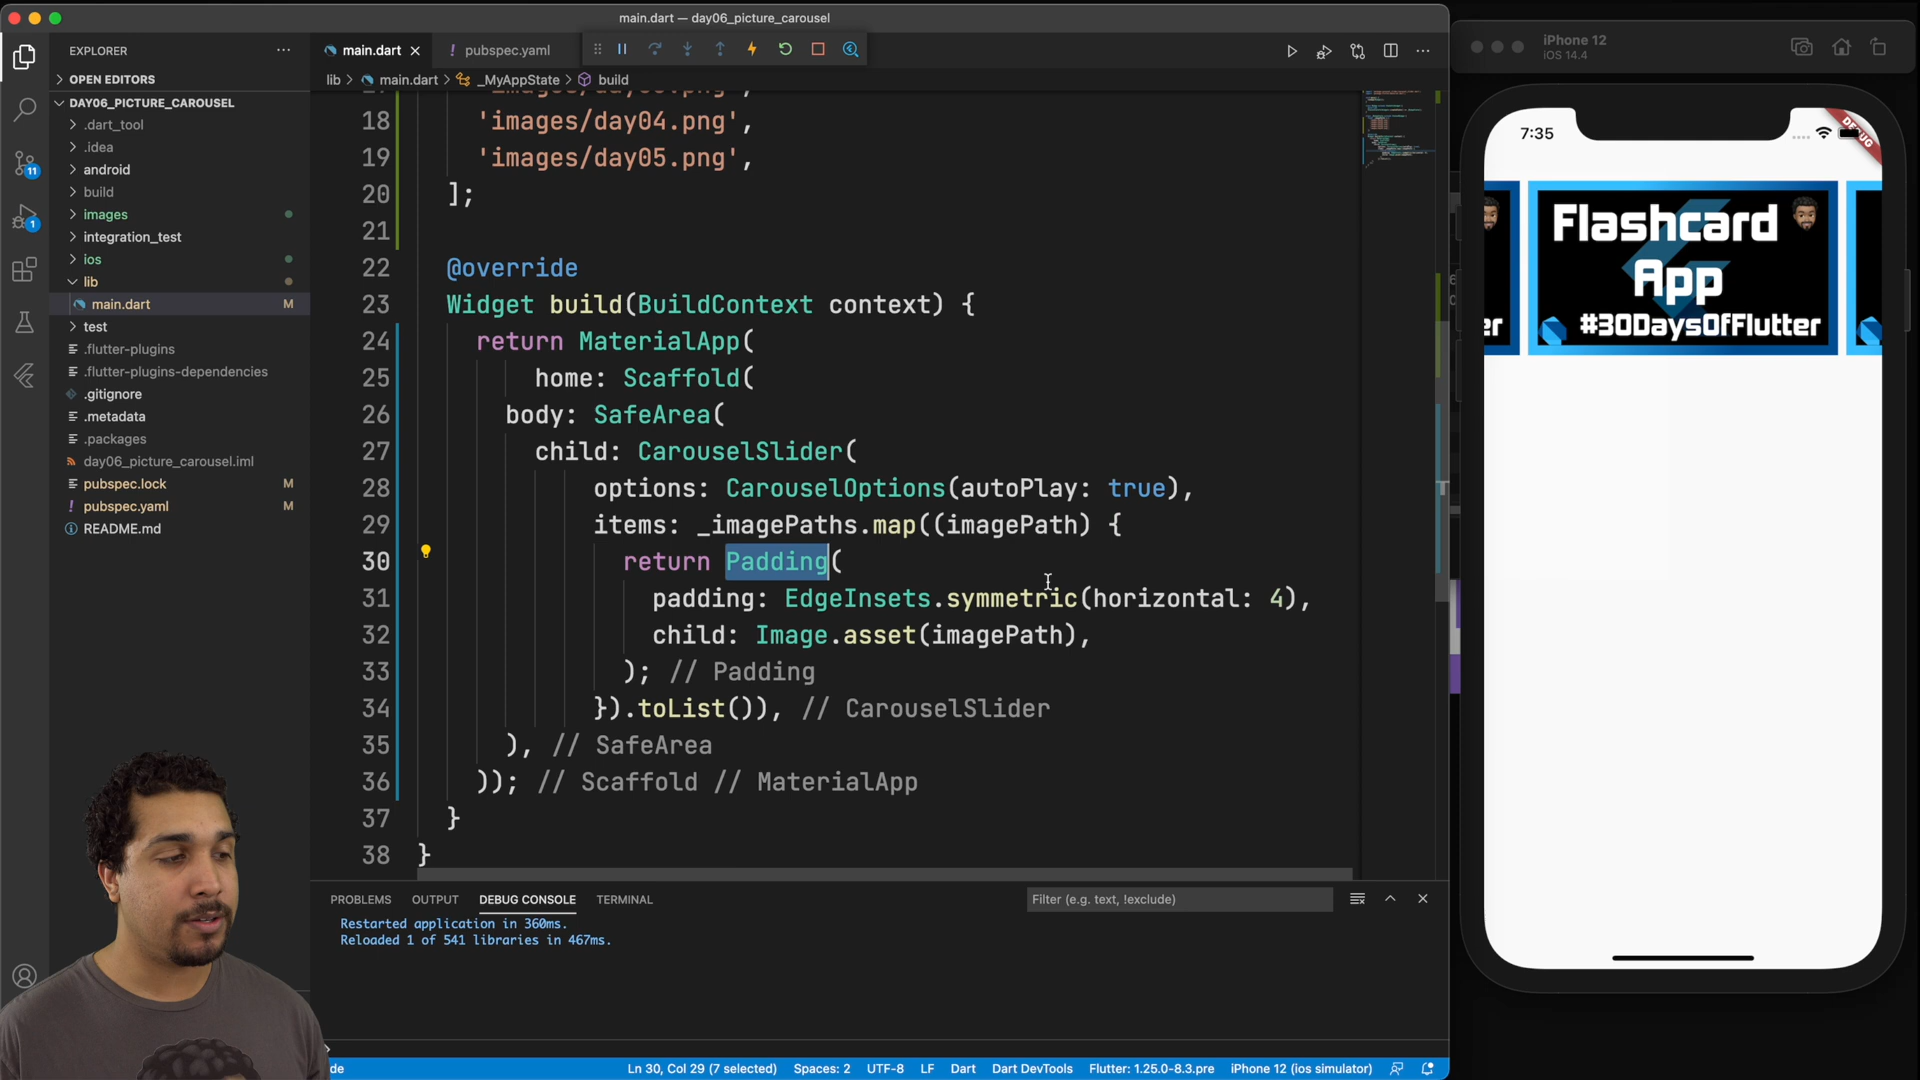 main.dart — day06_picture_carousel
EXPLORER
OPEN EDITORS
DAY06_PICTURE_CAROUSEL
.dart_tool
.idea
android
build
images
integration_test
ios
lib
main.dart M
test
.flutter-plugins
.flutter-plugins-dependencies
.gitignore
.metadata
.packages
day06_picture_carousel.iml
pubspec.lock M
! pubspec.yaml M
README.md
11
1
main.dart
! pubspec.yaml
lib > main.dart > _MyAppState > build
18 'images/day04.png',
19 'images/day05.png',
20 ];
21
22 @override
23 Widget build(BuildContext context) {
24 return MaterialApp(
25 home: Scaffold(
26 body: SafeArea(
27 child: CarouselSlider(
28 options: CarouselOptions(autoPlay: true),
29 items: _imagePaths.map((imagePath) {
30 return Padding(
31 padding: EdgeInsets.symmetric(horizontal: 4),
32 child: Image.asset(imagePath),
33 ); // Padding
34 }).toList()), // CarouselSlider
35 ), // SafeArea
36 )); // Scaffold // MaterialApp
37 }
38 }
PROBLEMS OUTPUT DEBUG CONSOLE TERMINAL
Filter (e.g. text, !exclude)
Restarted application in 360ms.
Reloaded 1 of 541 libraries in 467ms.
Ln 30, Col 29 (7 selected) Spaces: 2 UTF-8 LF Dart Dart DevTools Flutter: 1.25.0-8.3.pre iPhone 12 (ios simulator)
iPhone 12
iOS 14.4
7:35
DEBUG
Flashcard
App
#30DaysOfFlutter